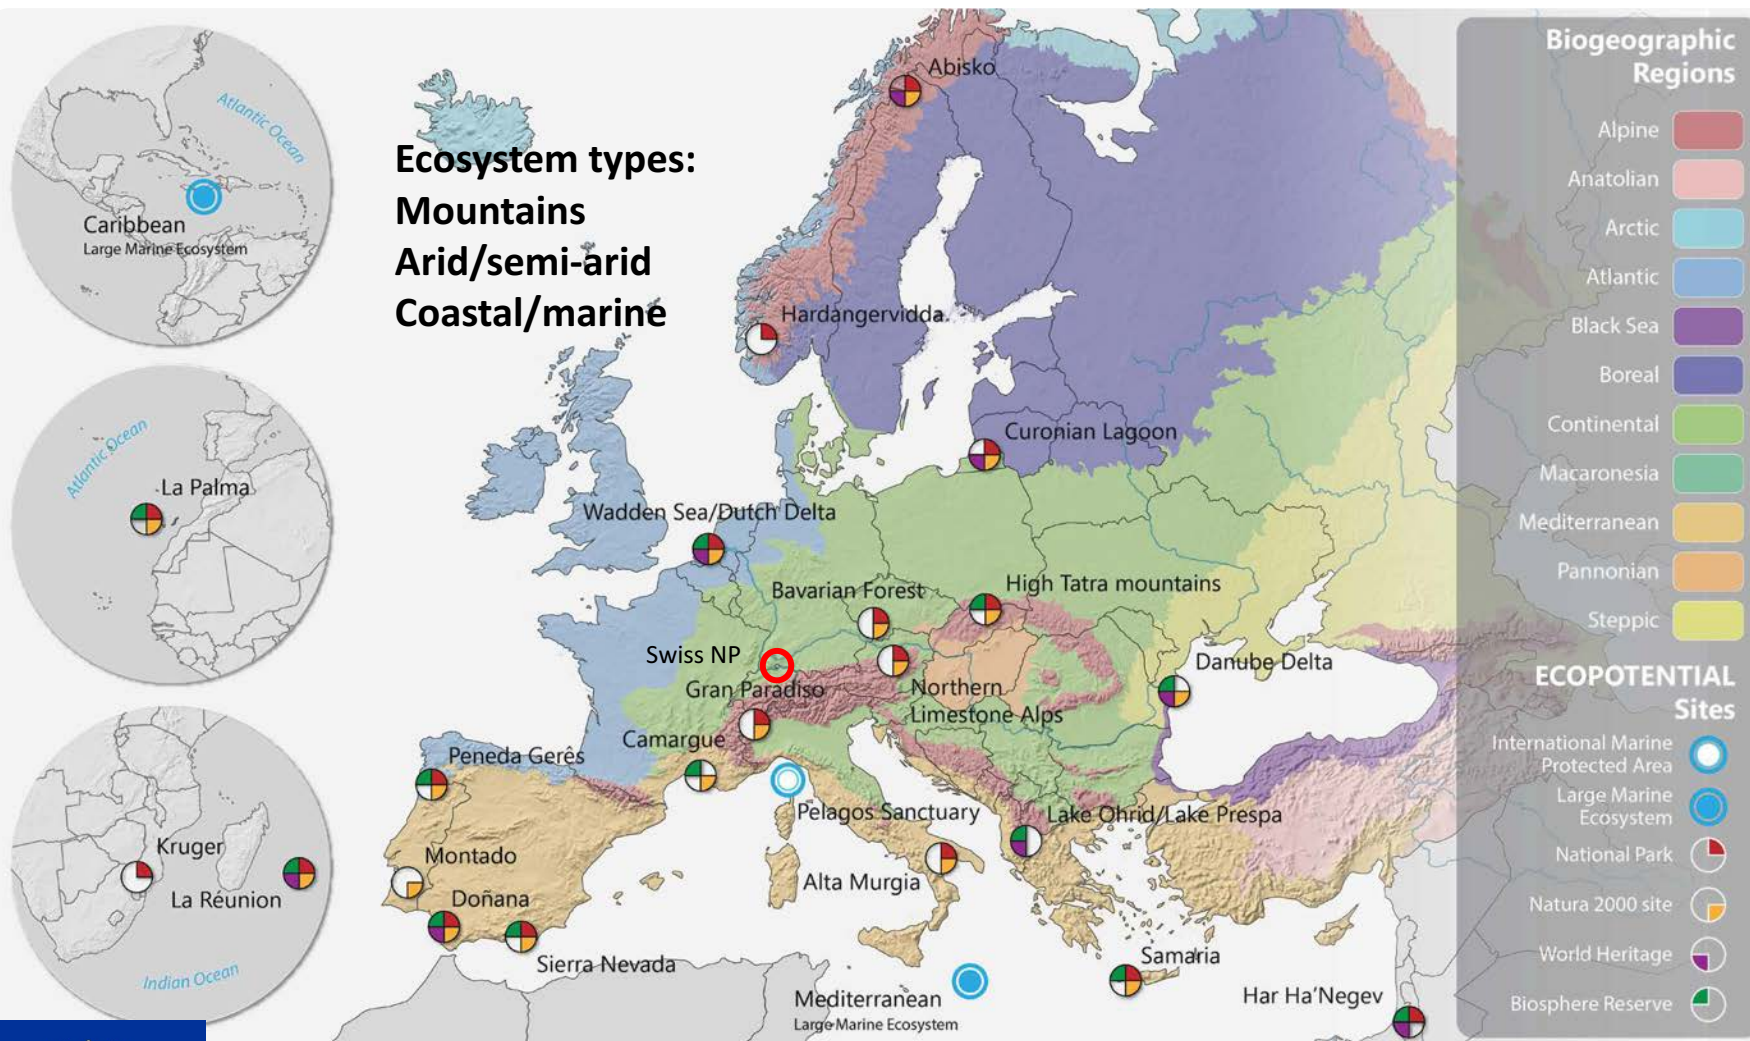 Atlantic Ocean
Caribbean
Large Marine Ecosystem
Atlantic Ocean
La Palma
Kruger
La Réunion
Indian Ocean
Ecosystem types:
Mountains
Arid/semi-arid
Coastal/marine
Abisko
Hardangervidda
Curonian Lagoon
Wadden Sea/Dutch Delta
Bavarian Forest
High Tatra mountains
Swiss NP
Gran Paradiso
Northern
Limestone Alps
Danube Delta
Camargue
Peneda Gerês
Pelagos Sanctuary
Lake Ohrid/Lake Prespa
Montado
Alta Murgia
Doñana
Sierra Nevada
Samaria
Mediterranean
Large Marine Ecosystem
Har Ha'Negev
Biogeographic
Regions
Alpine
Anatolian
Arctic
Atlantic
Black Sea
Boreal
Continental
Macaronesia
Mediterranean
Pannonian
Steppic
ECOPOTENTIAL
Sites
International Marine
Protected Area
Large Marine
Ecosystem
National Park
Natura 2000 site
World Heritage
Biosphere Reserve